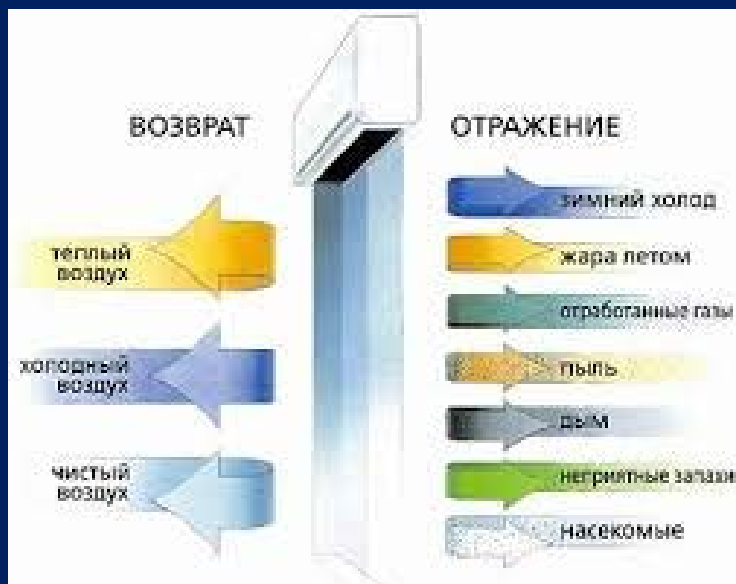 ВОЗВРАТ
теплый
воздух
холодный
воздух
чистый
воздух
ОТРАЖЕНИЕ
зимний холод
жара летом
отработанные газы
пыль
дым
неприятные запахи
насекомые